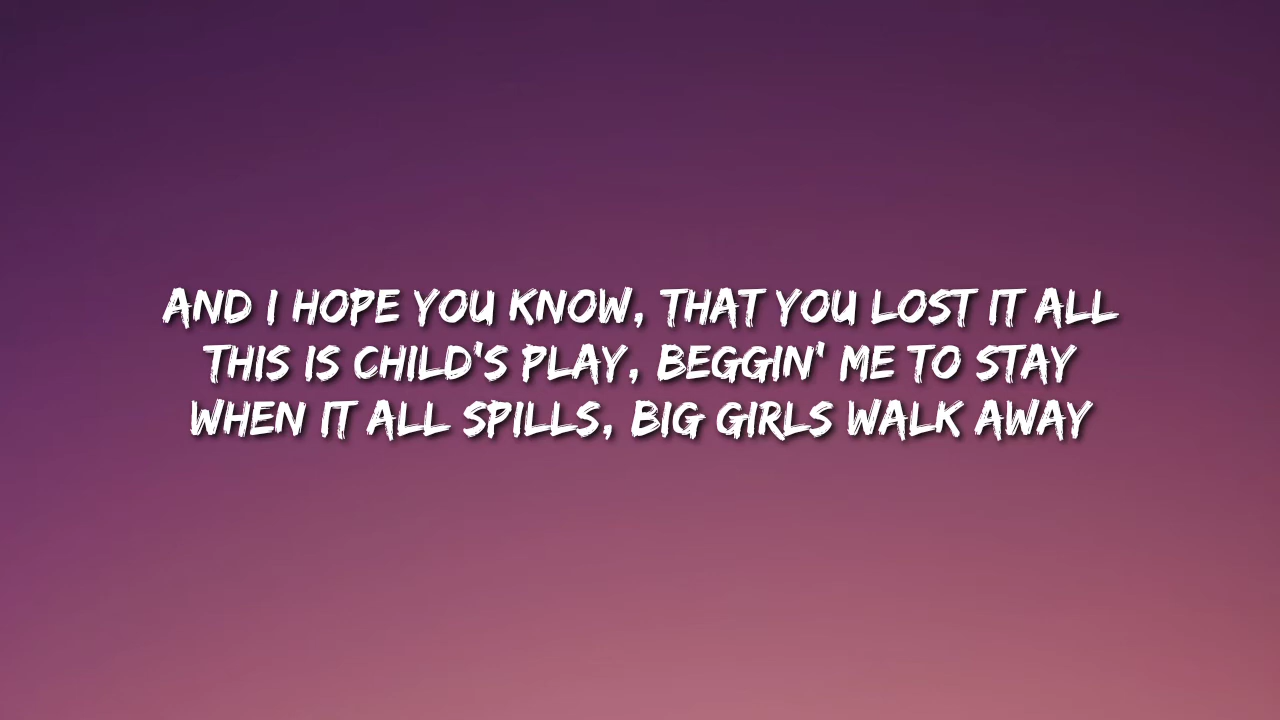 AND I HOPE YOU KNOW, THAT YOU LOST IT ALL
THIS IS CHILD'S PLAY, BEGGIN' ME TO STAY
WHEN IT ALL SPILLS, BIG GIRLS WALK AWAY